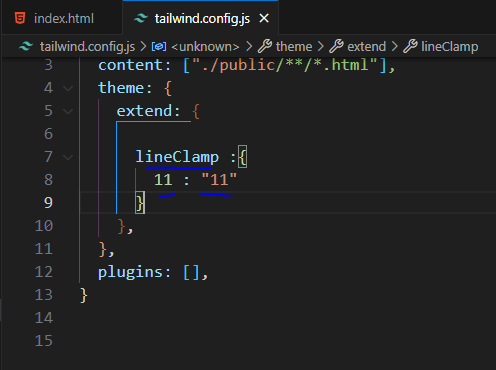 index.html tailwind.config.js ×
tailwind.config.js > <unknown> > theme > extend > lineClamp
3 content: ["./public/**/*.html"],
4 theme: {
5 extend: {
6
7 lineClamp :{
8 11 : "11"
9 }
10 },
11 },
12 plugins: [],
13 }
14
15